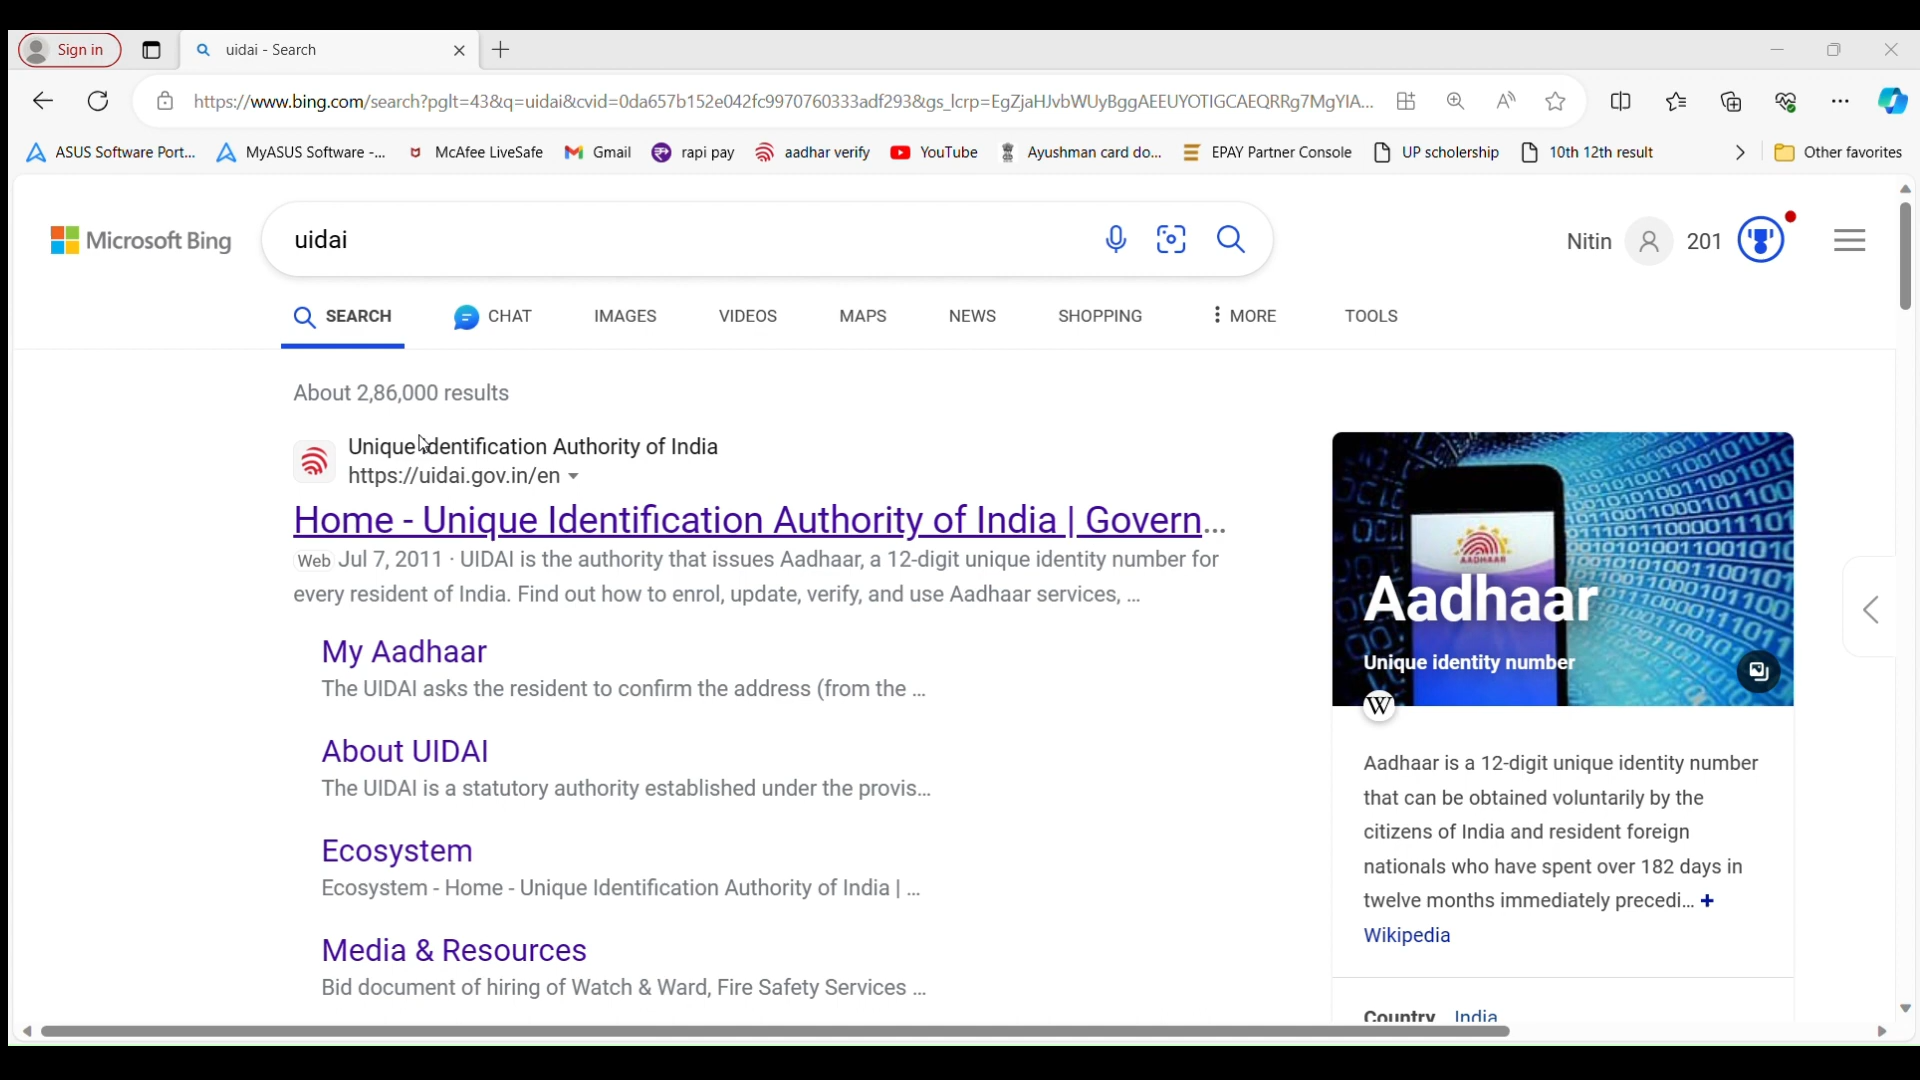 Sign in
uidai - Search
https://www.bing.com/search?pglt=43&q=uidai&cvid=0da657b152e042fc9970760333adf293&gs_lcrp=EgZjaHJvbWUyBggAEEUYOTIGCAEQRRg7MgYIA...
ASUS Software Port...
MyASUS Software -...
McAfee LiveSafe
Gmail
rapi pay
aadhar verify
YouTube
Ayushman card do...
EPAY Partner Console
UP scholership
10th 12th result
Other favorites
Microsoft Bing
uidai
Nitin
201
SEARCH
CHAT
IMAGES
VIDEOS
MAPS
NEWS
SHOPPING
MORE
TOOLS
About 2,86,000 results
Unique Identification Authority of India
https://uidai.gov.in/en
Home - Unique Identification Authority of India | Govern...
Web Jul 7, 2011 · UIDAI is the authority that issues Aadhaar, a 12-digit unique identity number for
every resident of India. Find out how to enrol, update, verify, and use Aadhaar services, ...
My Aadhaar
The UIDAI asks the resident to confirm the address (from the ...
About UIDAI
The UIDAI is a statutory authority established under the provis...
Ecosystem
Ecosystem - Home - Unique Identification Authority of India | ...
Media & Resources
Bid document of hiring of Watch & Ward, Fire Safety Services ...
AADHAAR
Aadhaar
Unique identity number
W
Aadhaar is a 12-digit unique identity number
that can be obtained voluntarily by the
citizens of India and resident foreign
nationals who have spent over 182 days in
twelve months immediately precedi... +
Wikipedia
Country India